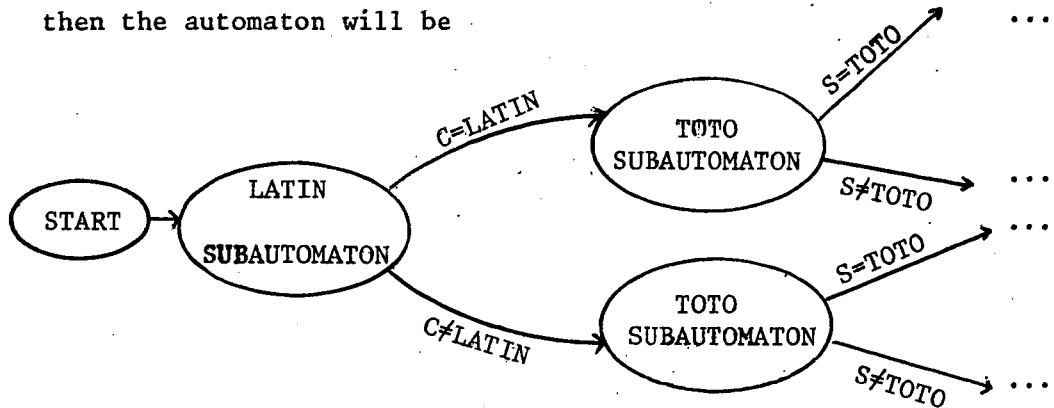 then the automaton will be
...
S=TOTO
C=LATIN
TOTO
SUBAUTOMATON
S≠TOTO
...
START
LATIN
SUBAUTOMATON
...
S=TOTO
C≠LATIN
TOTO
SUBAUTOMATON
S≠TOTO
...